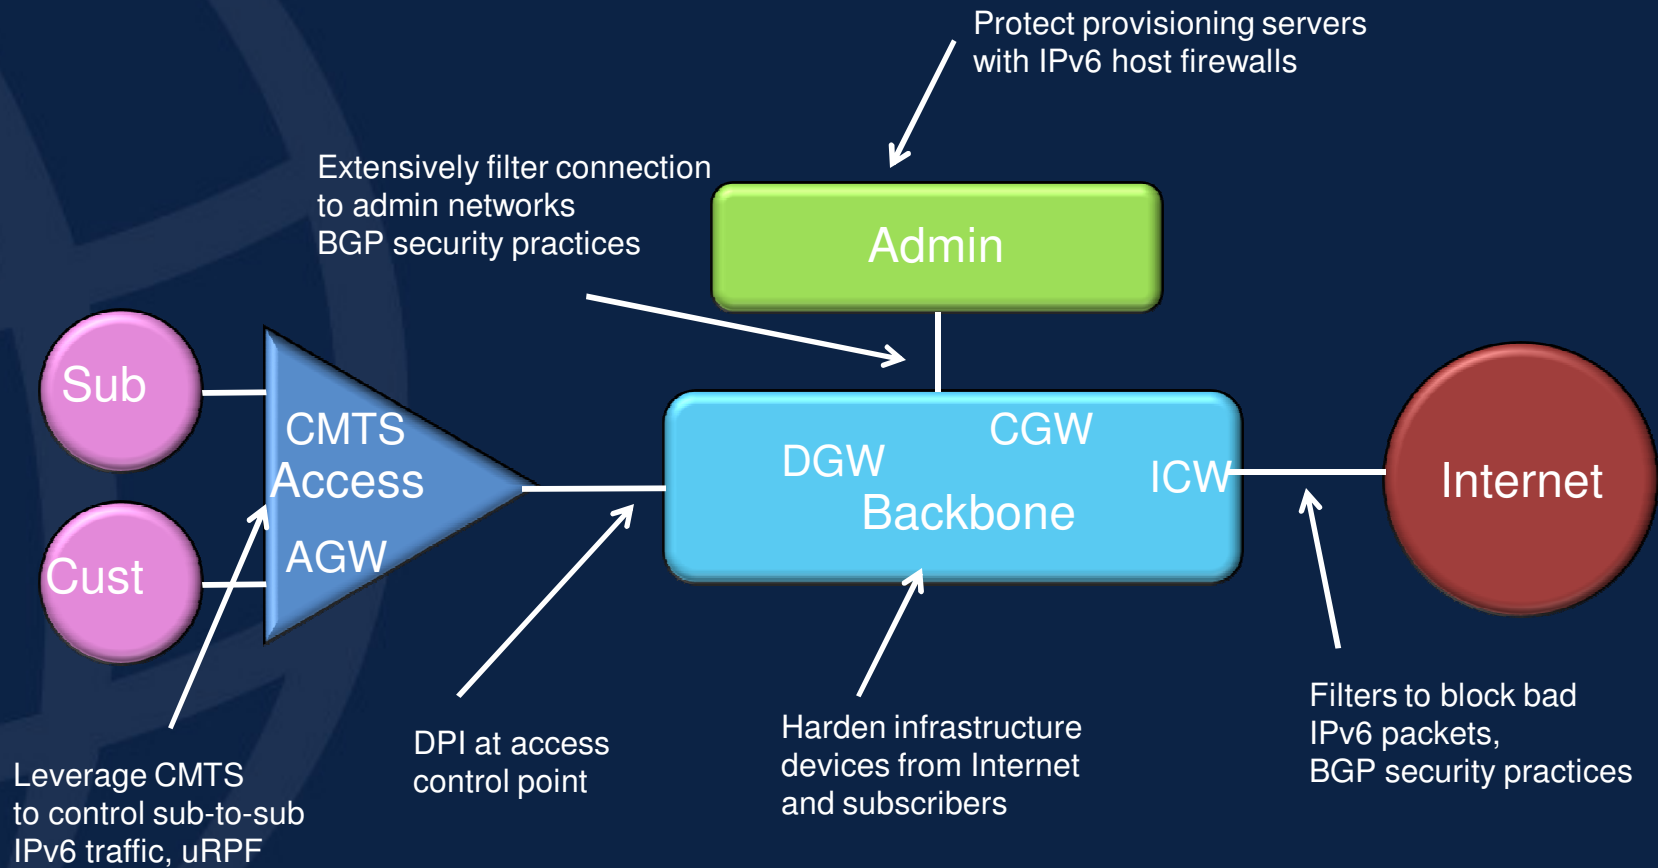 Protect provisioning servers
with IPv6 host firewalls
Extensively filter connection
to admin networks
BGP security practices
Admin
Sub
Cust
CMTS
Access
AGW
DGW
CGW
ICW
Backbone
Internet
Leverage CMTS
to control sub-to-sub
IPv6 traffic, uRPF
DPI at access
control point
Harden infrastructure
devices from Internet
and subscribers
Filters to block bad
IPv6 packets,
BGP security practices